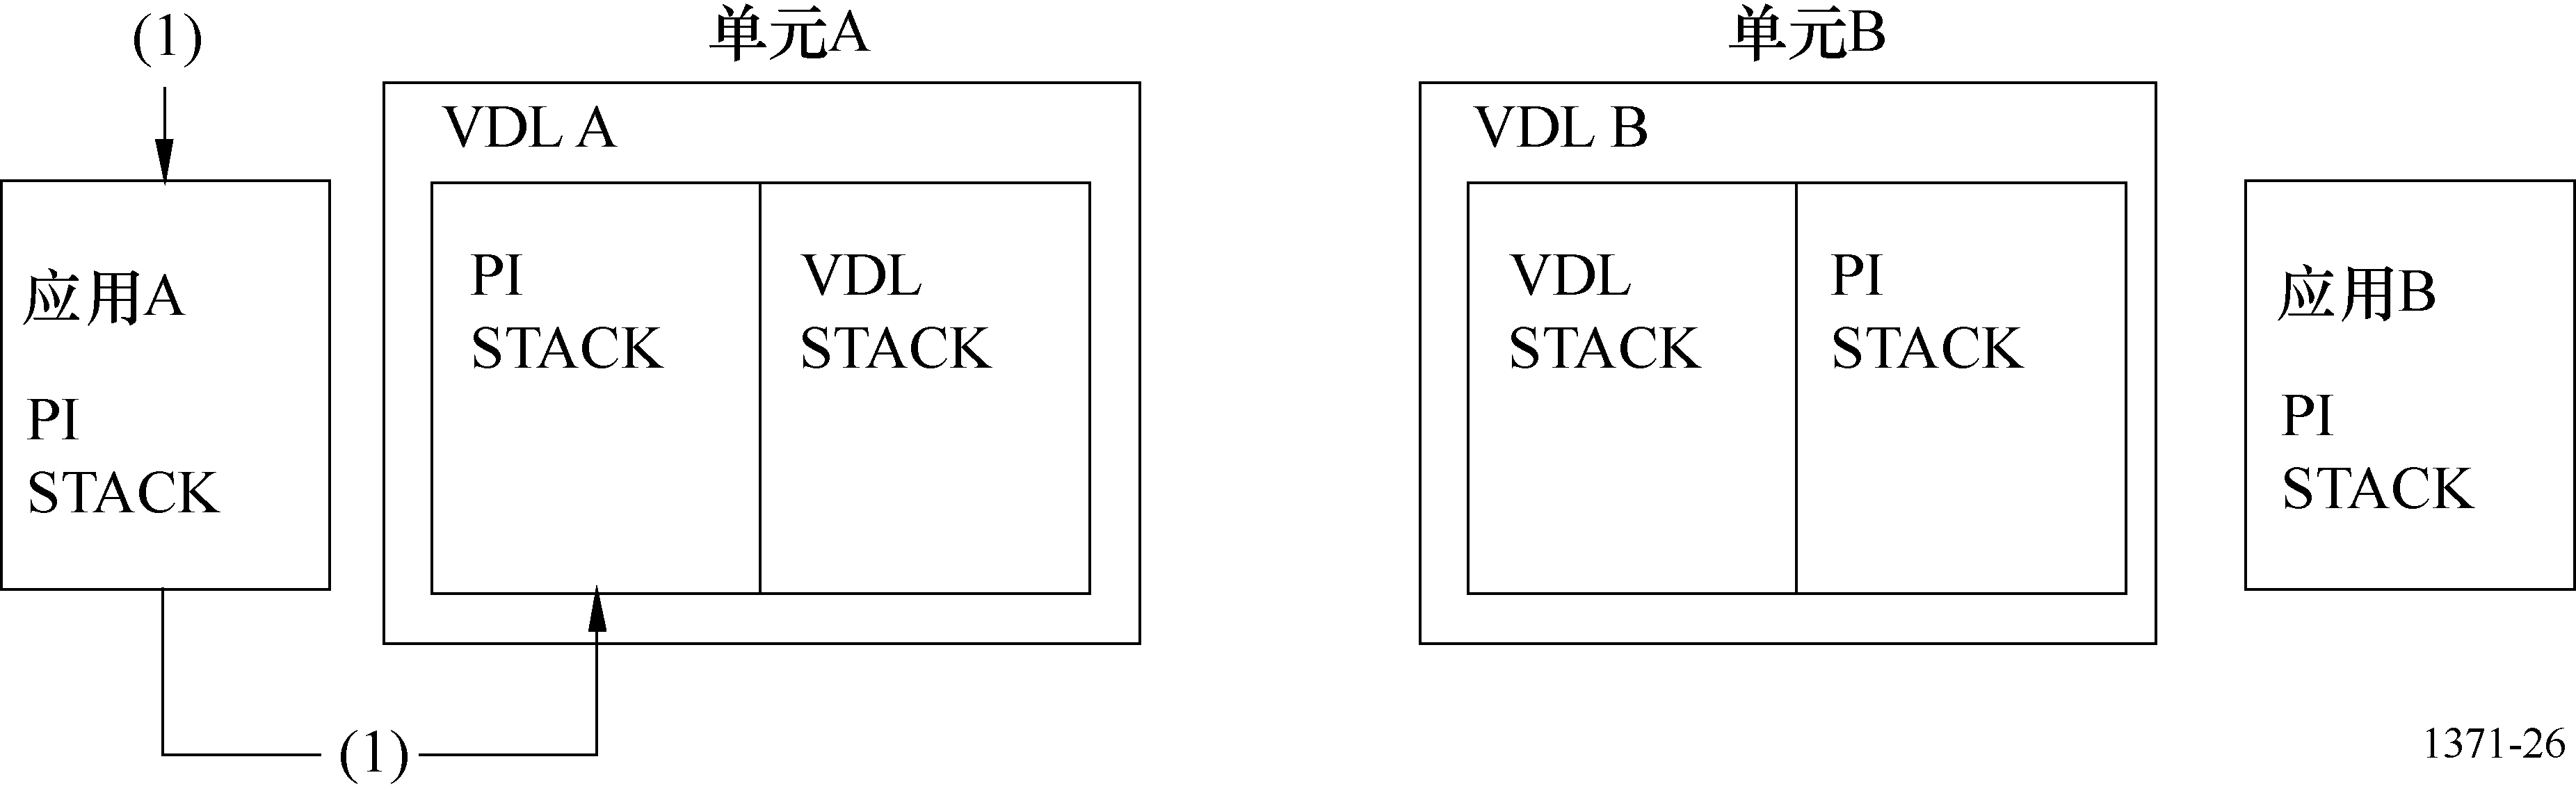 (1)
单元A
单元B
VDL A
VDL B
应用A
PI
STACK
PI
STACK
VDL
STACK
VDL
STACK
PI
STACK
应用B
PI
STACK
(1)
1371-26